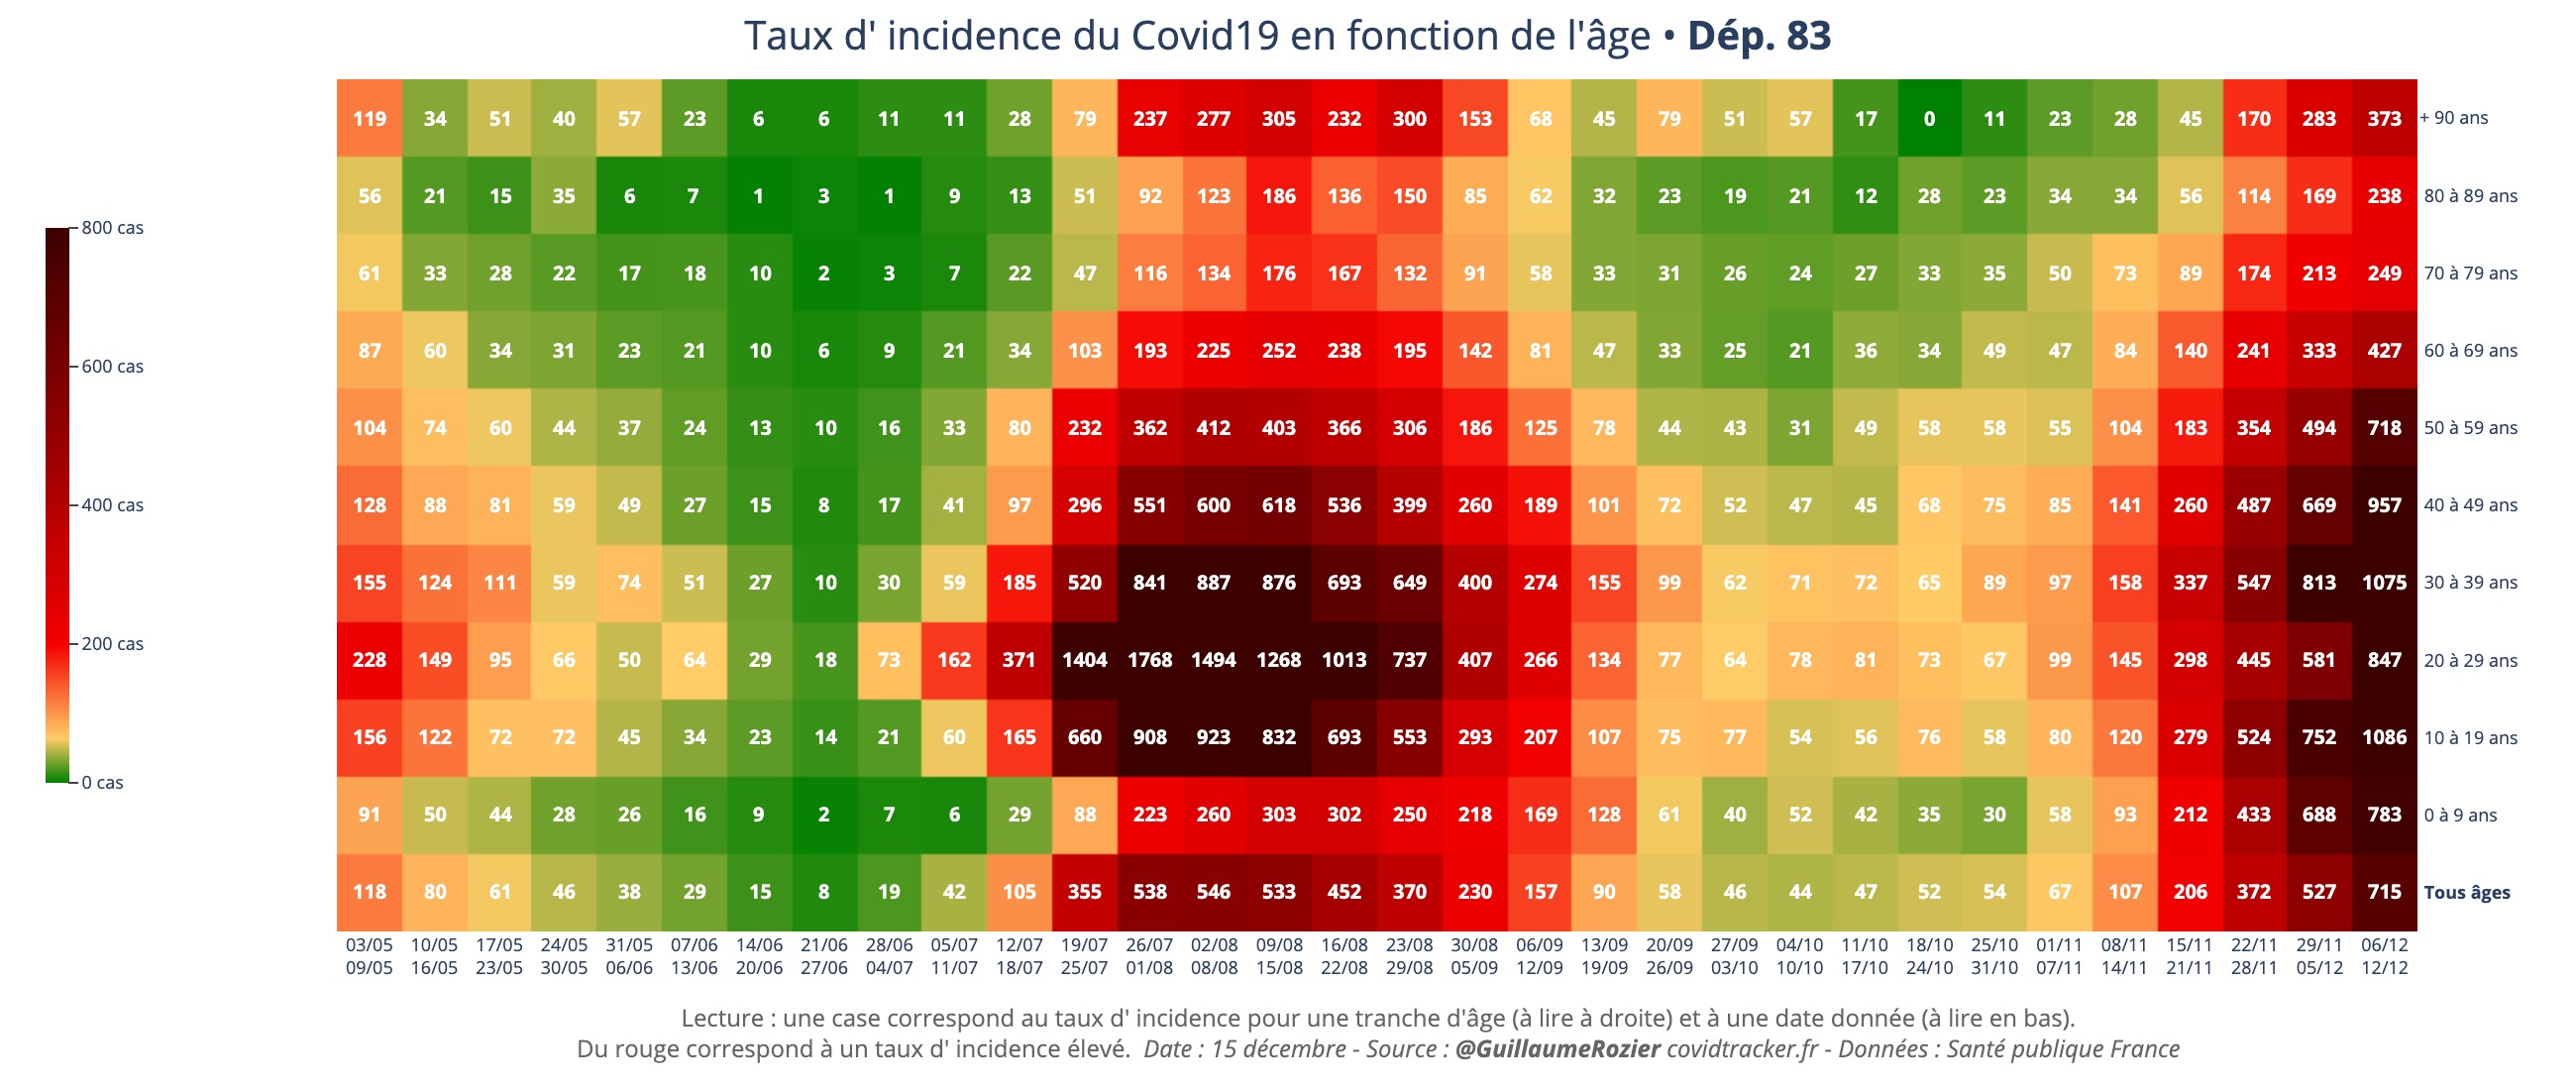 Taux d' incidence du Covid19 en fonction de l'âge • Dép. 83
800 cas
600 cas
400 cas
200 cas
0 cas
119 34 51 40 57 23 6 6 11 11 28 79 237 277 305 232 300 153 68 45 79 51 57 17 0 11 23 28 45 170 283 373 + 90 ans
56 21 15 35 6 7 1 3 1 9 13 51 92 123 186 136 150 85 62 32 23 19 21 12 28 23 34 34 56 114 169 238 80 à 89 ans
61 33 28 22 17 18 10 2 3 7 22 47 116 134 176 167 132 91 58 33 31 26 24 27 33 35 50 73 89 174 213 249 70 à 79 ans
87 60 34 31 23 21 10 6 9 21 34 103 193 225 252 238 195 142 81 47 33 25 21 36 34 49 47 84 140 241 333 427 60 à 69 ans
104 74 60 44 37 24 13 10 16 33 80 232 362 412 403 366 306 186 125 78 44 43 31 49 58 58 55 104 183 354 494 718 50 à 59 ans
128 88 81 59 49 27 15 8 17 41 97 296 551 600 618 536 399 260 189 101 72 52 47 45 68 75 85 141 260 487 669 957 40 à 49 ans
155 124 111 59 74 51 27 10 30 59 185 520 841 887 876 693 649 400 274 155 99 62 71 72 65 89 97 158 337 547 813 1075 30 à 39 ans
228 149 95 66 50 64 29 18 73 162 371 1404 1768 1494 1268 1013 737 407 266 134 77 64 78 81 73 67 99 145 298 445 581 847 20 à 29 ans
156 122 72 72 45 34 23 14 21 60 165 660 908 923 832 693 553 293 207 107 75 77 54 56 76 58 80 120 279 524 752 1086 10 à 19 ans
91 50 44 28 26 16 9 2 7 6 29 88 223 260 303 302 250 218 169 128 61 40 52 42 35 30 58 93 212 433 688 783 0 à 9 ans
118 80 61 46 38 29 15 8 19 42 105 355 538 546 533 452 370 230 157 90 58 46 44 47 52 54 67 107 206 372 527 715 Tous âges
03/05 10/05 17/05 24/05 31/05 07/06 14/06 21/06 28/06 05/07 12/07 19/07 26/07 02/08 09/08 16/08 23/08 30/08 06/09 13/09 20/09 27/09 04/10 11/10 18/10 25/10 01/11 08/11 15/11 22/11 29/11 06/12
09/05 16/05 23/05 30/05 06/06 13/06 20/06 27/06 04/07 11/07 18/07 25/07 01/08 08/08 15/08 22/08 29/08 05/09 12/09 19/09 26/09 03/10 10/10 17/10 24/10 31/10 07/11 14/11 21/11 28/11 05/12 12/12
Lecture : une case correspond au taux d' incidence pour une tranche d'âge (à lire à droite) et à une date donnée (à lire en bas).
Du rouge correspond à un taux d' incidence élevé. Date : 15 décembre - Source : @GuillaumeRozier covidtracker.fr - Données : Santé publique France